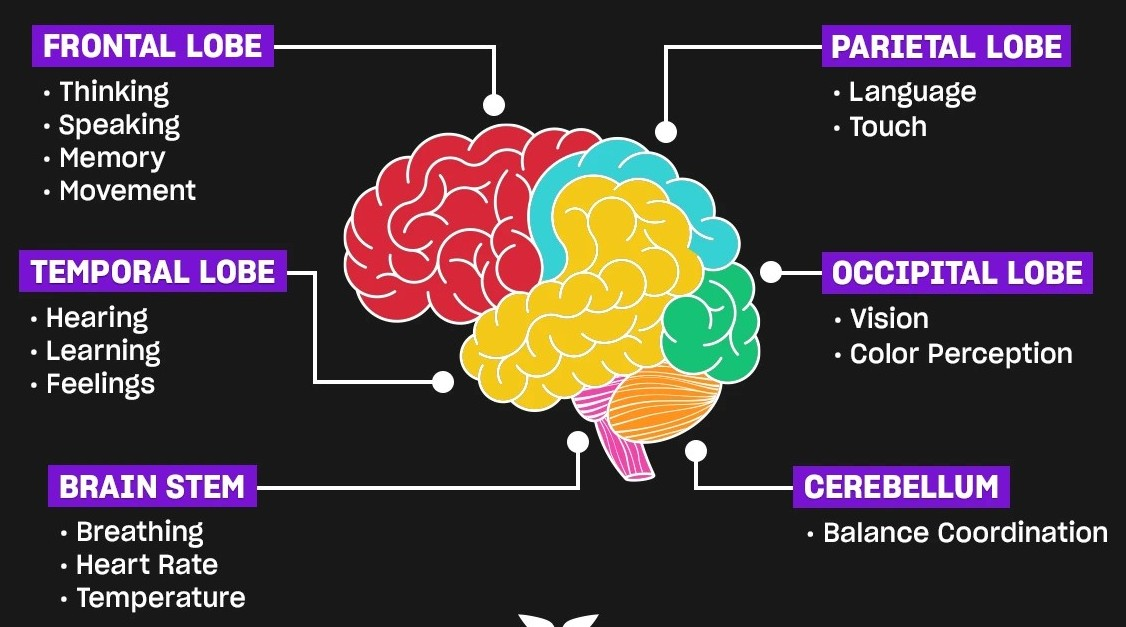 FRONTAL LOBE
• Thinking
• Speaking
• Memory
• Movement
PARIETAL LOBE
• Language
• Touch
TEMPORAL LOBE
• Hearing
• Learning
• Feelings
OCCIPITAL LOBE
• Vision
• Color Perception
BRAIN STEM
• Breathing
• Heart Rate
• Temperature
CEREBELLUM
• Balance Coordination